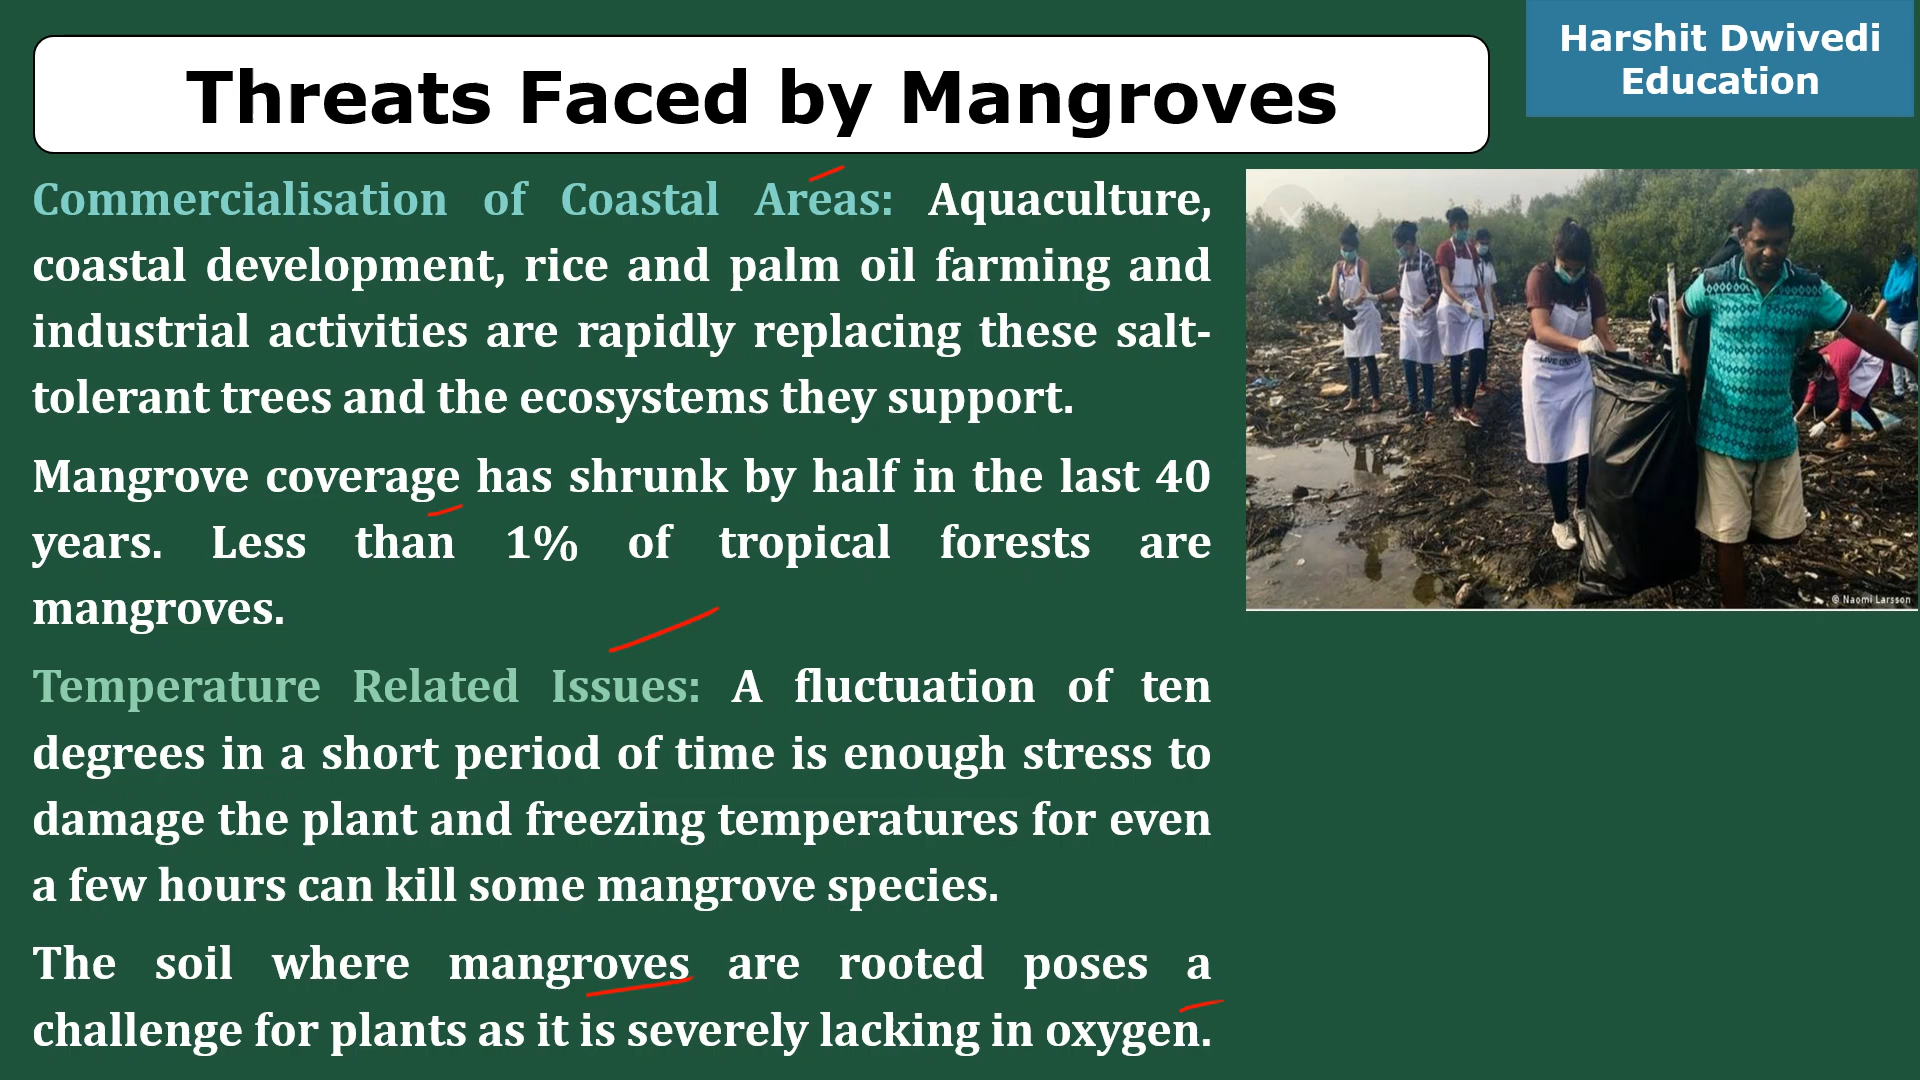 Threats Faced by Mangroves
Harshit Dwivedi
Education
Commercialisation of Coastal Areas: Aquaculture,
coastal development, rice and palm oil farming and
industrial activities are rapidly replacing these salt-
tolerant trees and the ecosystems they support.
Mangrove coverage has shrunk by half in the last 40
years. Less than 1% of tropical forests are
mangroves.
Temperature Related Issues: A fluctuation of ten
degrees in a short period of time is enough stress to
damage the plant and freezing temperatures for even
a few hours can kill some mangrove species.
The soil where mangroves are rooted poses a
challenge for plants as it is severely lacking in oxygen.
LIVE UNITED
© Naomi Larsson